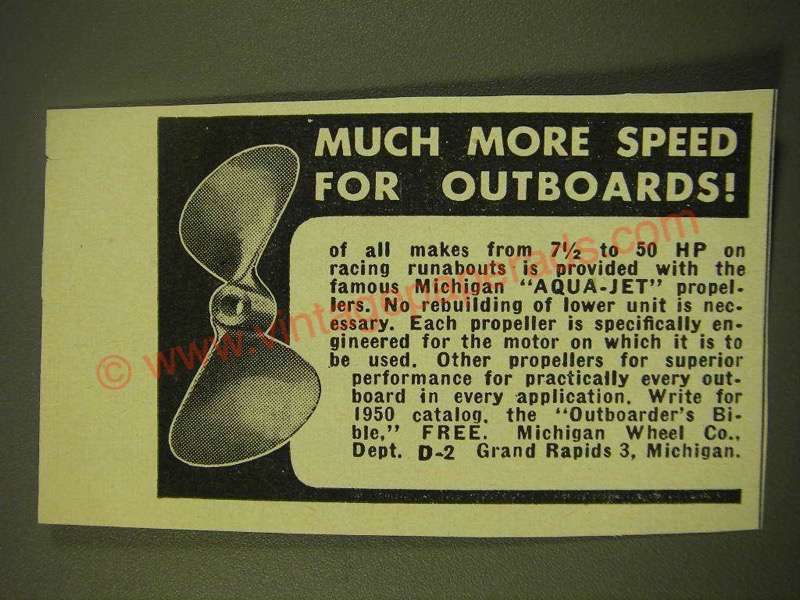 MUCH MORE SPEED
FOR OUTBOARDS!
of all makes from 7½ to 50 HP on
racing runabouts is provided with the
famous Michigan "AQUA-JET" propel-
lers. No rebuilding of lower unit is nec-
essary. Each propeller is specifically en-
gineered for the motor on which it is to
be used. Other propellers for superior
performance for practically every out-
board in every application. Write for
1950 catalog, the "Outboarder's Bi-
ble," FREE. Michigan Wheel Co.,
Dept. D-2 Grand Rapids 3, Michigan.
© www.vintagepaperads.com